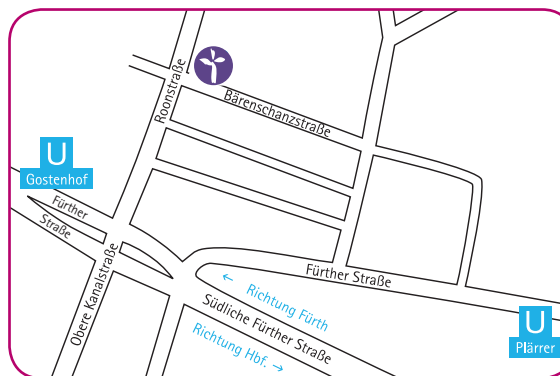 Roonstraße
Bärenschanzstraße
U
Gostenhof
Fürther
Straße
Obere Kanalstraße
Fürther Straße
← Richtung Fürth
Südliche Fürther Straße
Richtung Hbf. →
U
Plärrer